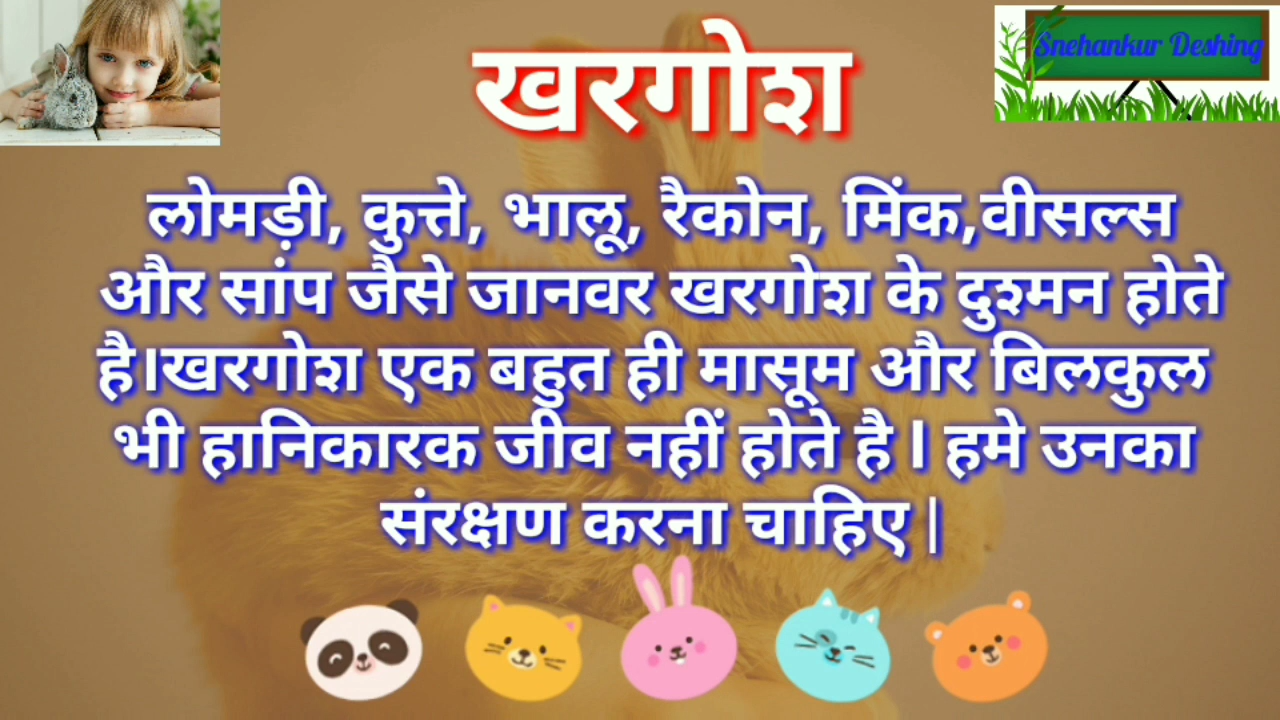 खरगोश
Snehankur Deshing
लोमड़ी, कुत्ते, भालू, रैकोन, मिंक,वीसल्स
और सांप जैसे जानवर खरगोश के दुश्मन होते
है।खरगोश एक बहुत ही मासूम और बिलकुल
भी हानिकारक जीव नहीं होते है l हमे उनका
संरक्षण करना चाहिए |